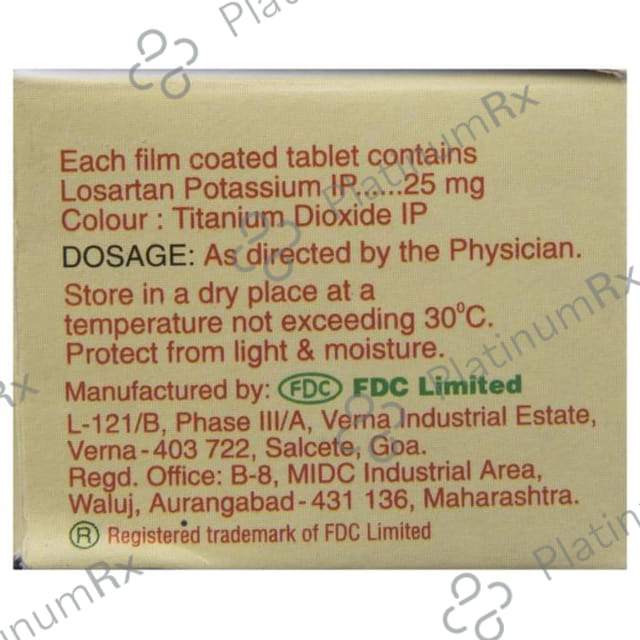 Each film coated tablet contains
Losartan Potassium IP......25 mg
Colour : Titanium Dioxide IP
DOSAGE: As directed by the Physician.
Store in a dry place at a
temperature not exceeding 30⁰C.
Protect from light & moisture.
Manufactured by: FDC FDC Limited
L-121/B, Phase III/A, Verna Industrial Estate,
Verna - 403 722, Salcete, Goa.
Regd. Office: B-8, MIDC Industrial Area,
Waluj, Aurangabad - 431 136, Maharashtra.
® Registered trademark of FDC Limited
PlatinumRx